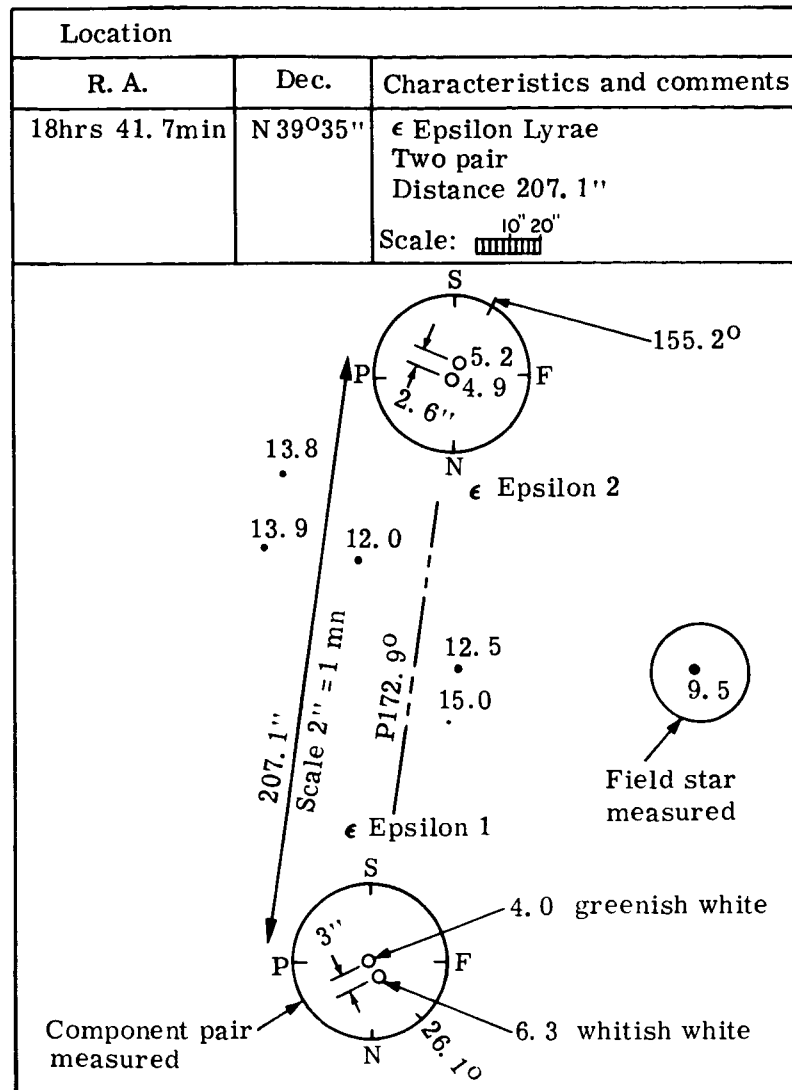 Location
R. A.
Dec.
Characteristics and comments
18hrs 41. 7min
N 39°35"
ϵ Epsilon Lyrae
Two pair
Distance 207. 1"
Scale: 10" 20"
S
155. 2°
5. 2
P
F
4. 9
2. 6"
N
13. 8
ϵ Epsilon 2
13. 9
12. 0
P172. 9°
12. 5
207. 1"
Scale 2" = 1 mn
15. 0
9. 5
Field star
measured
ϵ Epsilon 1
S
4. 0 greenish white
3"
P
F
6. 3 whitish white
Component pair
measured
N
26. 1°